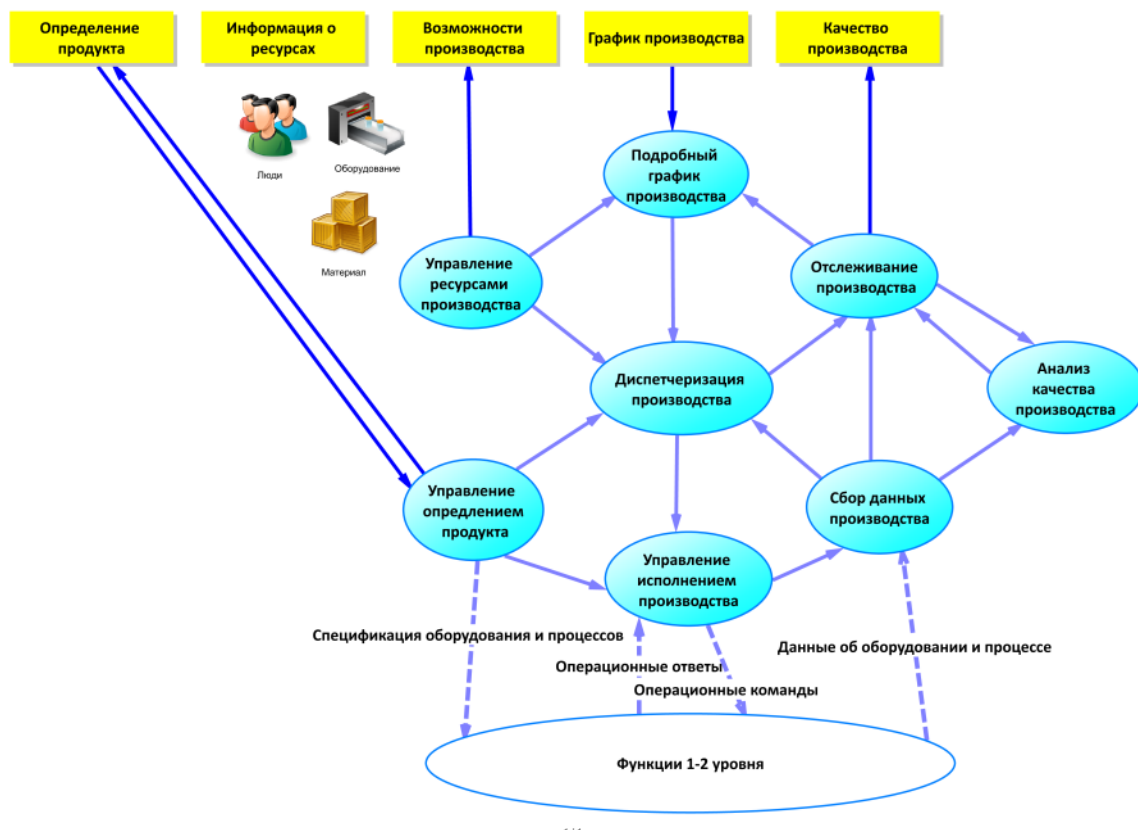 Определение
продукта
Информация о
ресурсах
Возможности
производства
График производства
Качество
производства
Люди
Оборудование
Материал
Подробный
график
производства
Управление
ресурсами
производства
Отслеживание
производства
Диспетчеризация
производства
Анализ
качества
производства
Управление
опредлением
продукта
Сбор данных
производства
Управление
исполнением
производства
Спецификация оборудования и процессов
Данные об оборудовании и процессе
Операционные ответы
Операционные команды
Функции 1-2 уровня